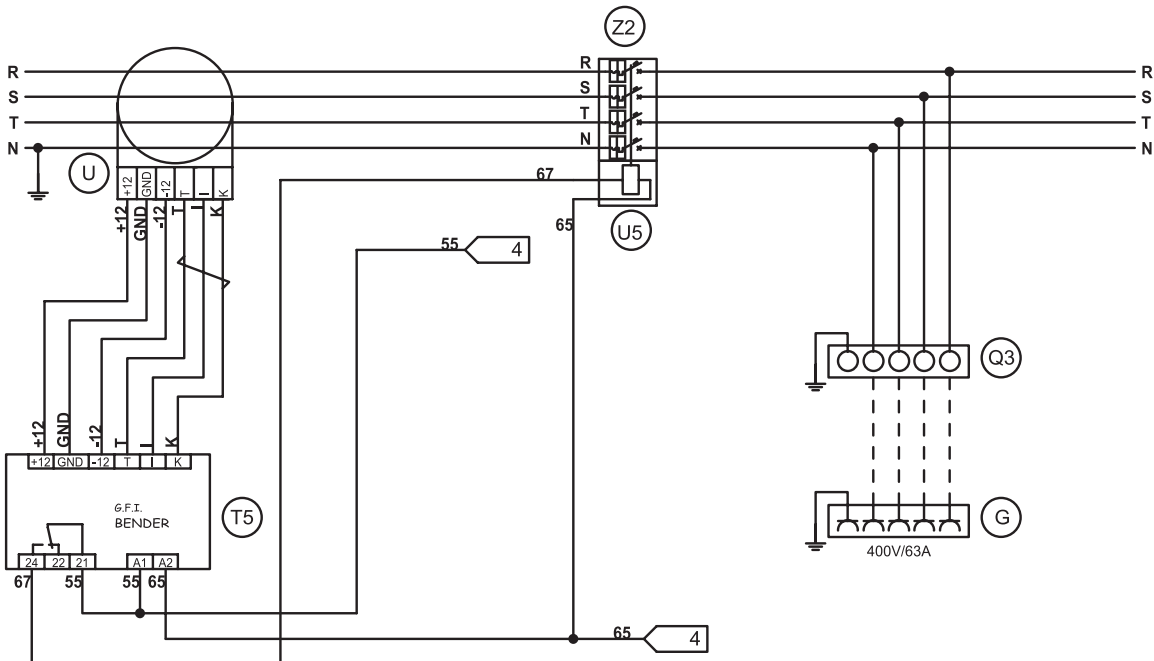 Z2
R R R
S S S
T T T
N N N
U
+12 GND -12 T I K
67
+12 GND -12 T I K
65
U5
55 4
Q3
+12 GND -12 T I K
+12 GND -12 T I K
G.F.I.
BENDER
T5
G
400V/63A
24 22 21 A1 A2
67 55 55 65
65 4